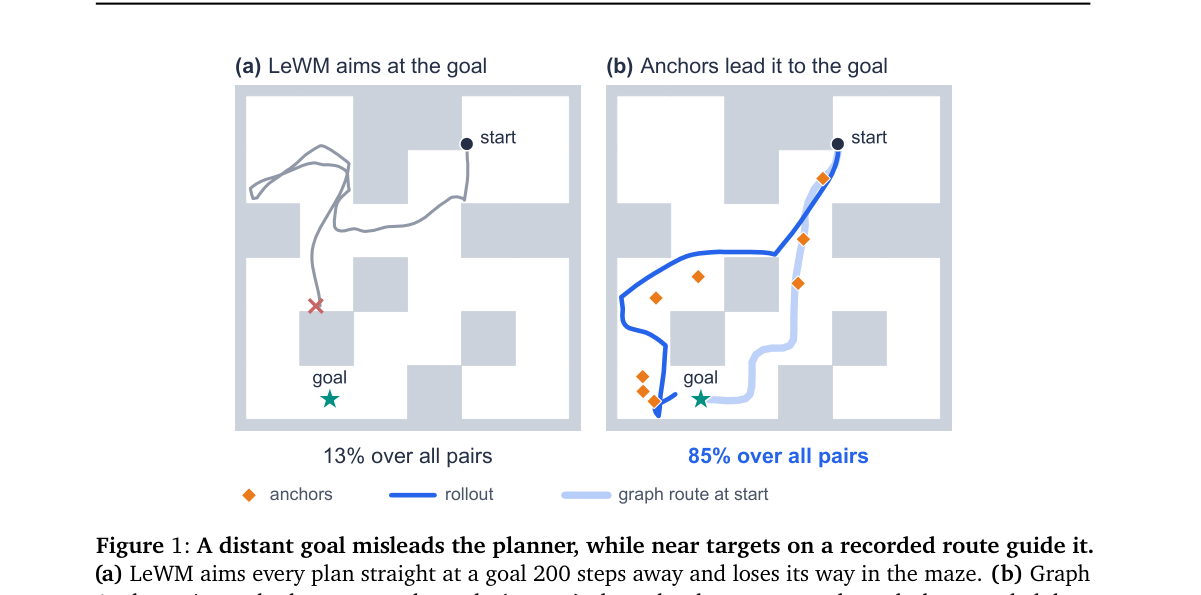 (a) LeWM aims at the goal
(b) Anchors lead it to the goal
start
start
goal
goal
13% over all pairs
85% over all pairs
anchors
rollout
graph route at start
Figure 1: A distant goal misleads the planner, while near targets on a recorded route guide it.
(a) LeWM aims every plan straight at a goal 200 steps away and loses its way in the maze. (b) Graph